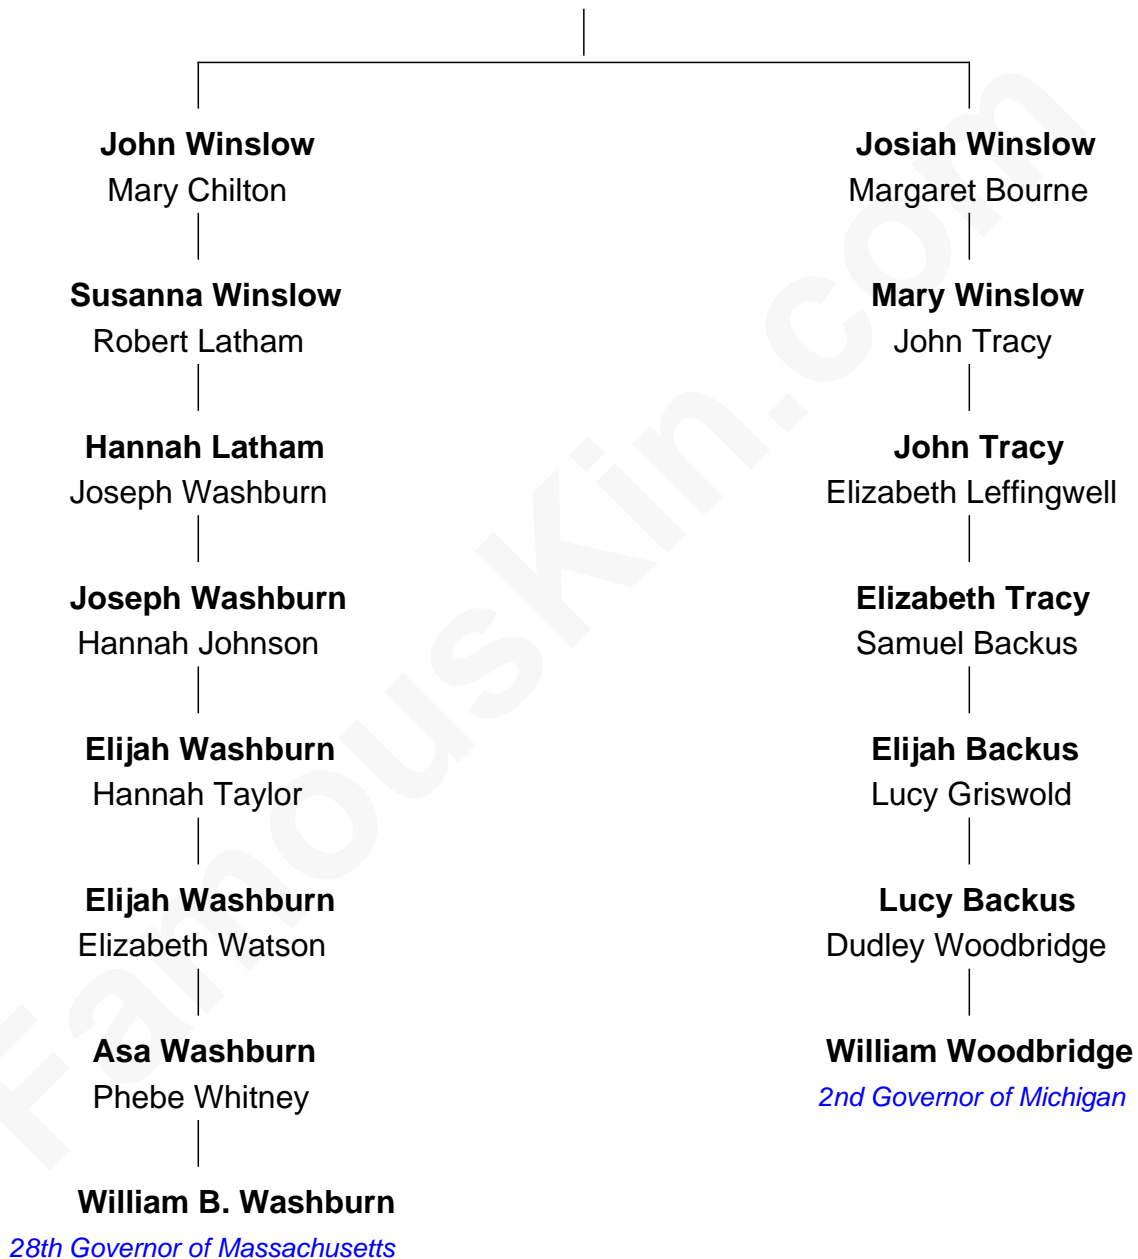 John Winslow
Mary Chilton
Susanna Winslow
Robert Latham
Hannah Latham
Joseph Washburn
Joseph Washburn
Hannah Johnson
Elijah Washburn
Hannah Taylor
Elijah Washburn
Elizabeth Watson
Asa Washburn
Phebe Whitney
William B. Washburn
28th Governor of Massachusetts
Josiah Winslow
Margaret Bourne
Mary Winslow
John Tracy
John Tracy
Elizabeth Leffingwell
Elizabeth Tracy
Samuel Backus
Elijah Backus
Lucy Griswold
Lucy Backus
Dudley Woodbridge
William Woodbridge
2nd Governor of Michigan
FamousKin.com